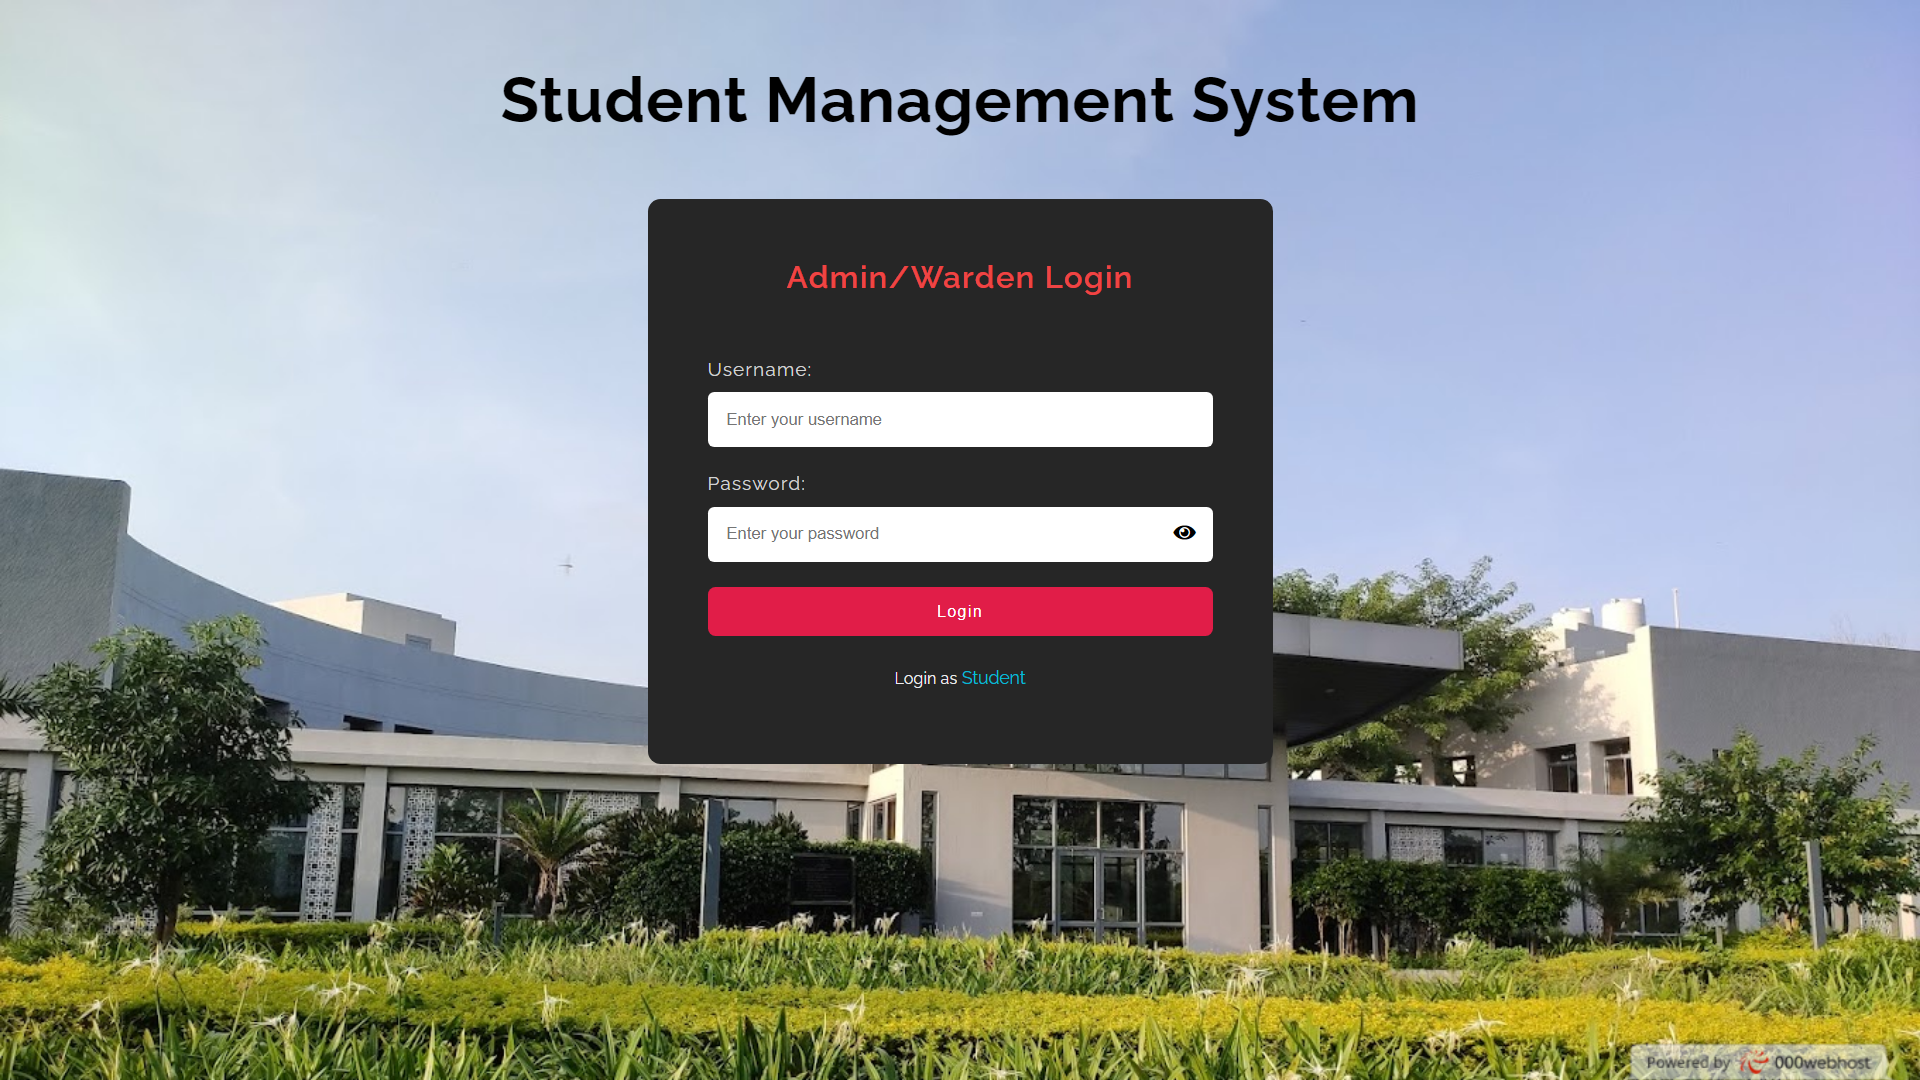 Student Management System
Admin/Warden Login
Username:
Enter your username
Password:
Enter your password
Login
Login as Student
Powered by 000webhost